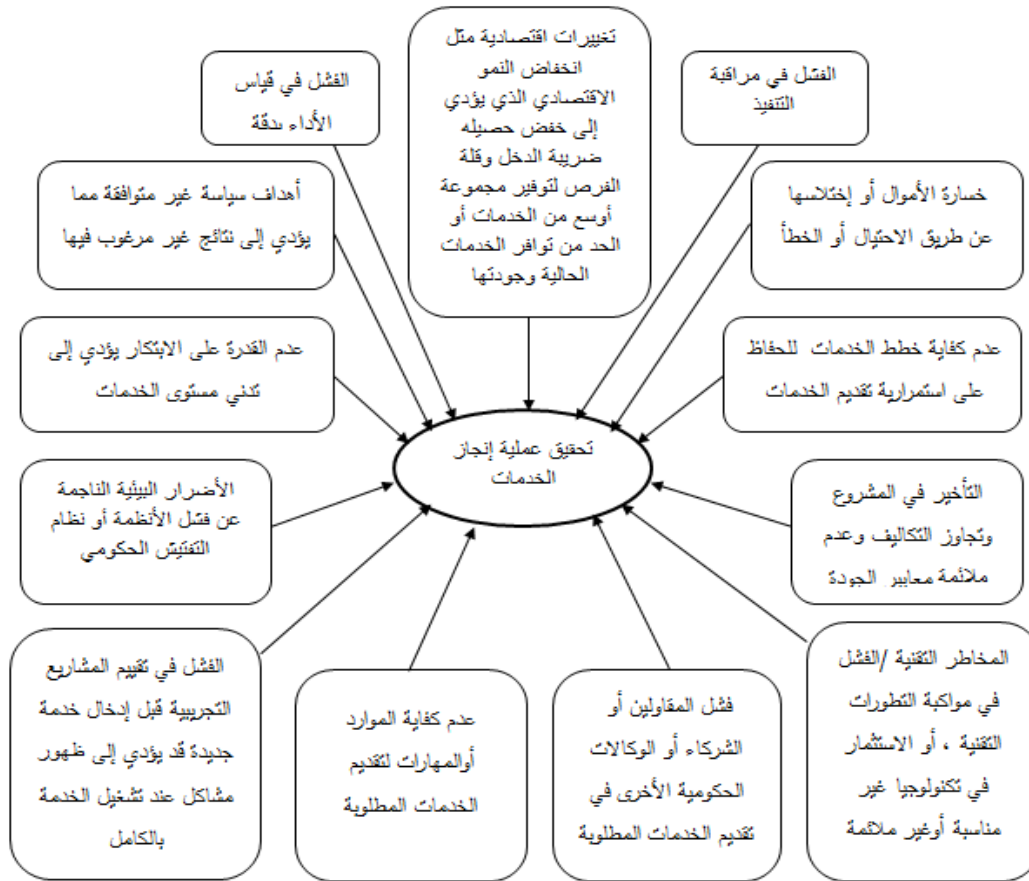 تغييرات اقتصادية مثل
انخفاض النمو
الاقتصادي الذي يؤدي
إلى خفض حصيله
ضريبة الدخل وقلة
الفرص لتوفير مجموعة
أوسع من الخدمات أو
الحد من توافر الخدمات
الحالية وجودتها
الفشل في مراقبة
التنفيذ
الفشل في قياس
الأداء بدقة
خسارة الأموال أو إختلاسها
عن طريق الاحتيال أو الخطأ
أهداف سياسة غير متوافقة مما
يؤدي إلى نتائج غير مرغوب فيها
عدم كفاية خطط الخدمات للحفاظ
على استمرارية تقديم الخدمات
عدم القدرة على الابتكار يؤدي إلى
تدني مستوى الخدمات
تحقيق عملية إنجاز
الخدمات
التأخير في المشروع
وتجاوز التكاليف وعدم
ملائمة معايير الجودة
الأضرار البيئية الناجمة
عن فشل الأنظمة أو نظام
التفتيش الحكومي
المخاطر التقنية /الفشل
في مواكبة التطورات
التقنية ، أو الاستثمار
في تكنولوجيا غير
مناسبة أوغير ملائمة
فشل المقاولين أو
الشركاء أو الوكالات
الحكومية الأخرى في
تقديم الخدمات المطلوبة
عدم كفاية الموارد
أوالمهارات لتقديم
الخدمات المطلوبة
الفشل في تقييم المشاريع
التجريبية قبل إدخال خدمة
جديدة قد يؤدي إلى ظهور
مشاكل عند تشغيل الخدمة
بالكامل